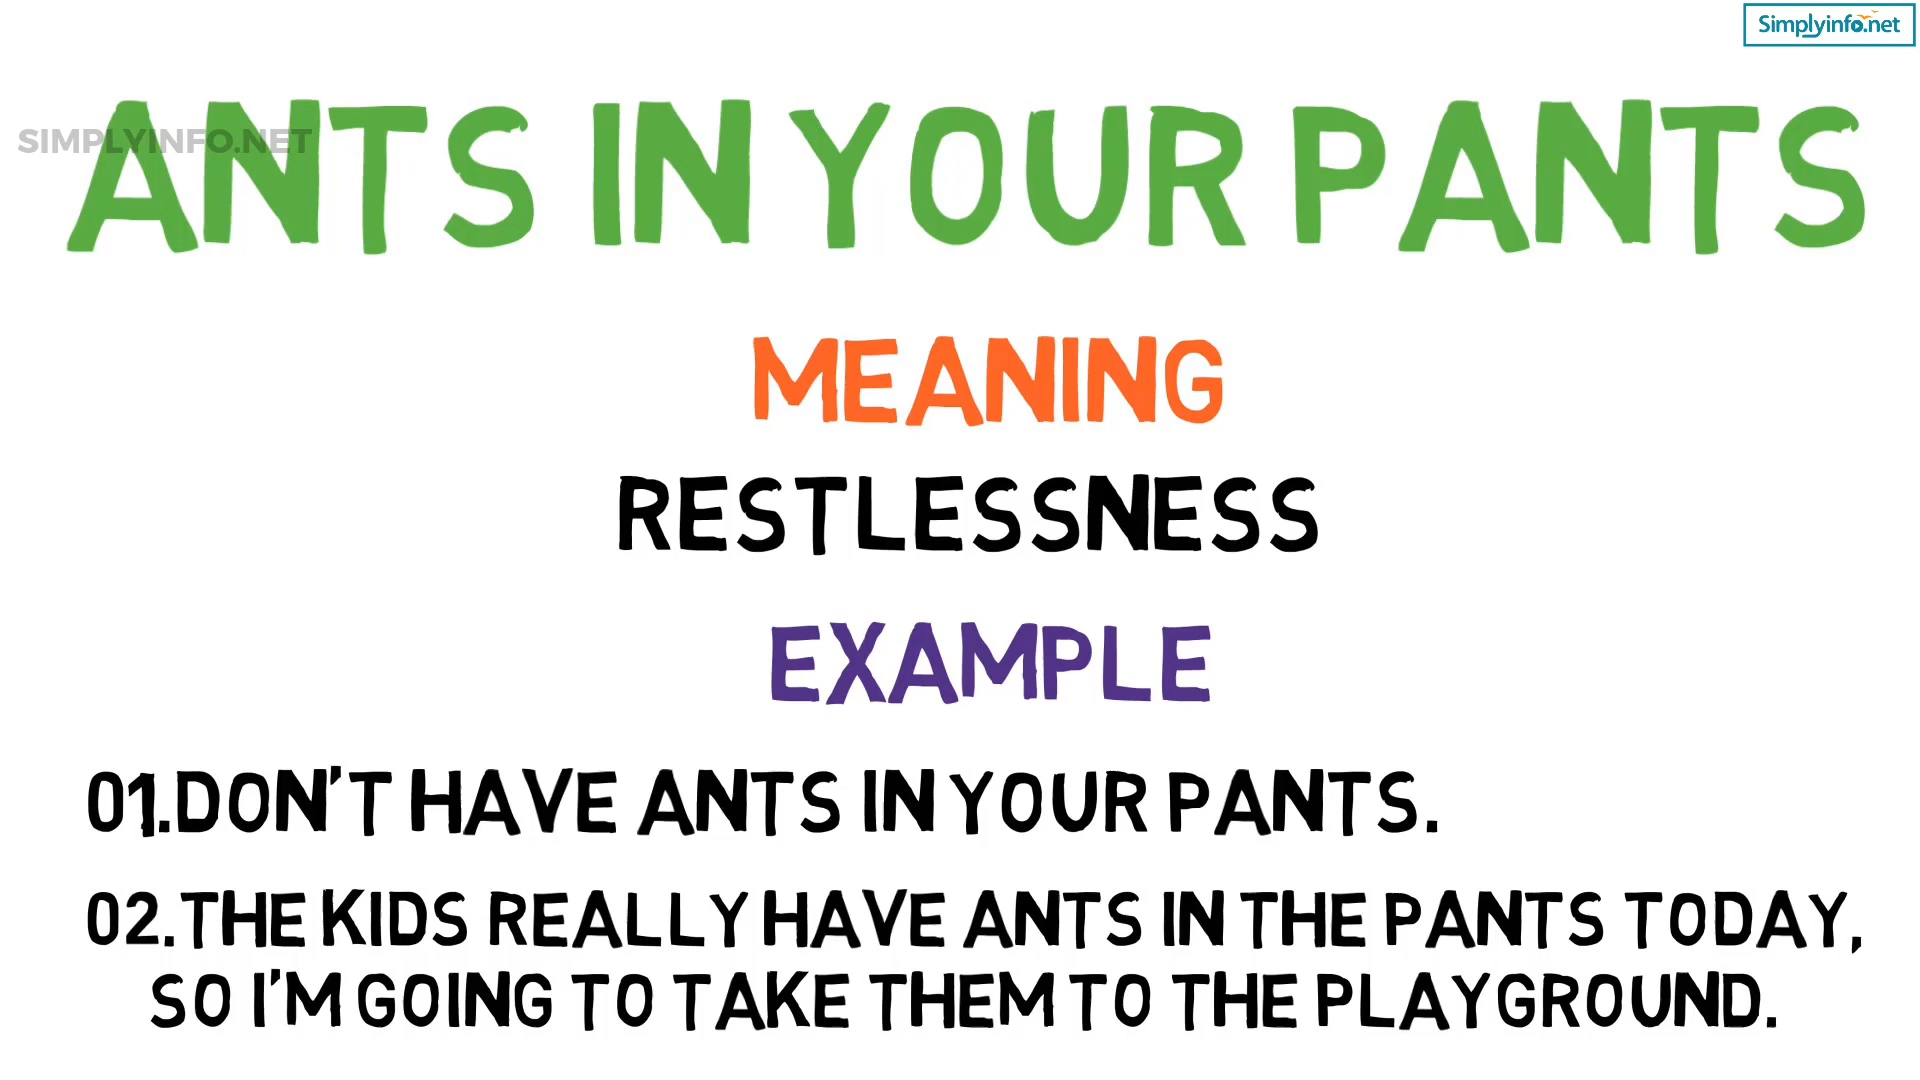 Simplyinfo.net
ANTS IN YOUR PANTS
SIMPLYINFO.NET
MEANING
RESTLESSNESS
EXAMPLE
01.DON'T HAVE ANTS IN YOUR PANTS.
02.THE KIDS REALLY HAVE ANTS IN THE PANTS TODAY,
SO I'M GOING TO TAKE THEM TO THE PLAYGROUND.